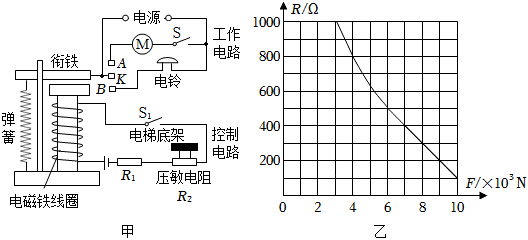 电源
M
S
工作
电路
衔铁
A
K
B
电铃
弹簧
S₁
电梯底架
控制
电路
R₁
压敏电阻
R₂
电磁铁线圈
甲
R/Ω
1000
800
600
400
200
0
2
4
6
8
10
F/×10³N
乙